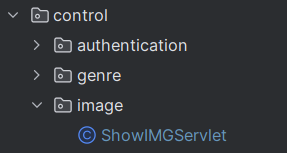 control
authentication
genre
image
ShowIMGServlet